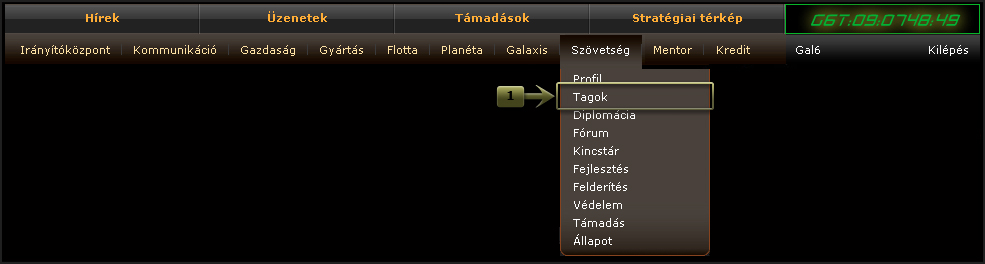 Hírek Üzenetek Támadások Stratégiai térkép G6T:09:0748:49
Irányítóközpont Kommunikáció Gazdaság Gyártás Flotta Planéta Galaxis Szövetség Mentor Kredit Gal6 Kilépés
Profil
1 Tagok
Diplomácia
Fórum
Kincstár
Fejlesztés
Felderítés
Védelem
Támadás
Állapot